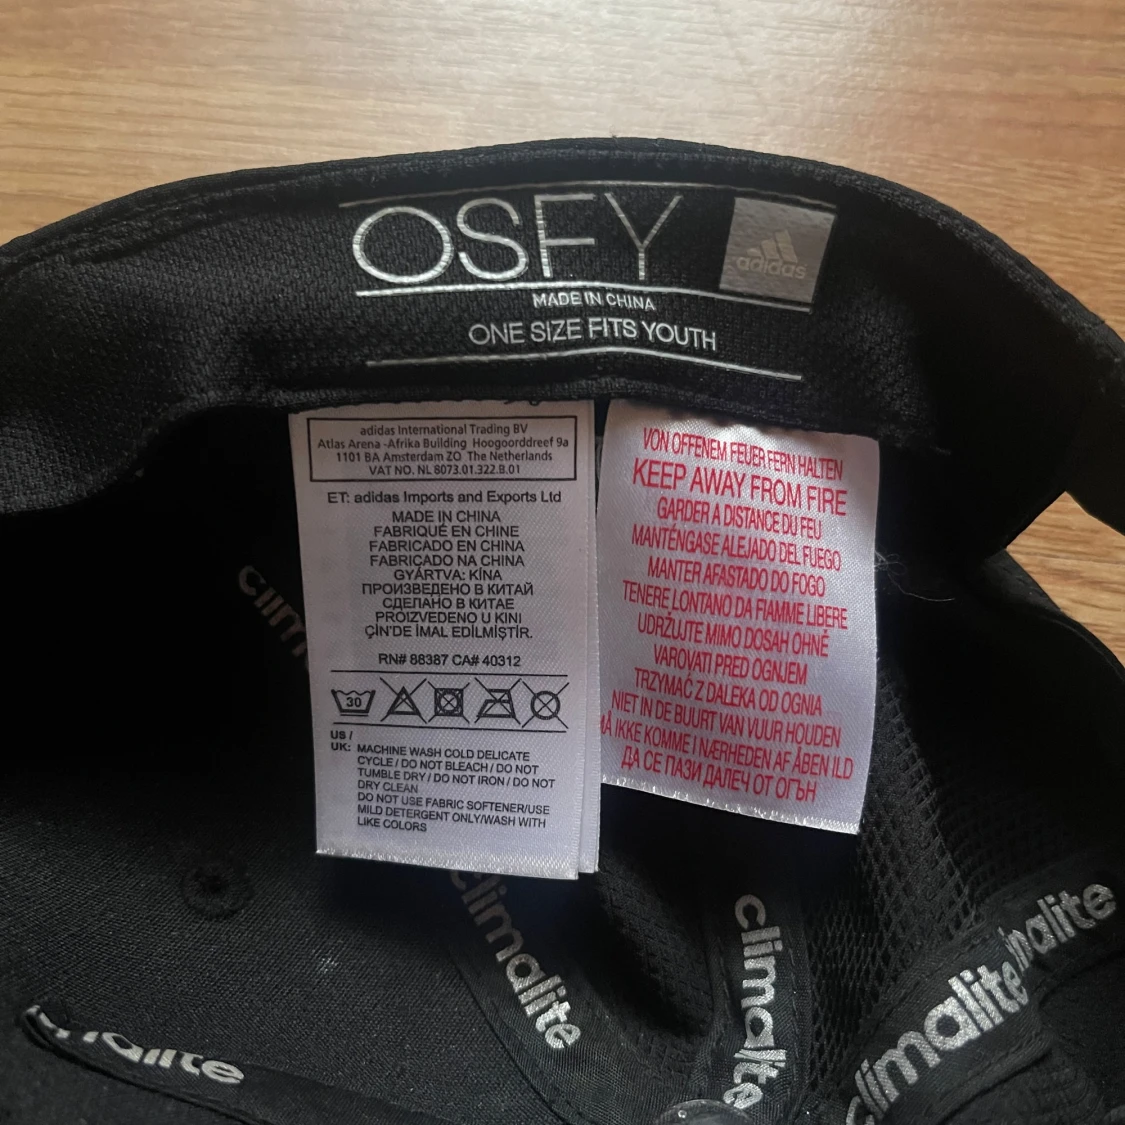 OSFY
adidas
MADE IN CHINA
ONE SIZE FITS YOUTH
adidas International Trading BV
Atlas Arena -Afrika Building Hoogoorddreef 9a
1101 BA Amsterdam ZO The Netherlands
VAT NO. NL 8073.01.322.B.01
ET: adidas Imports and Exports Ltd
MADE IN CHINA
FABRIQUÉ EN CHINE
FABRICADO EN CHINA
FABRICADO NA CHINA
GYÁRTVA: KÍNA
ПРОИЗВЕДЕНО В КИТАЙ
СДЕЛАНО В КИТАЕ
PROIZVEDENO U KINI
ÇİN'DE İMAL EDİLMİŞTİR.
RN# 88387 CA# 40312
30
US /
UK: MACHINE WASH COLD DELICATE
CYCLE / DO NOT BLEACH / DO NOT
TUMBLE DRY / DO NOT IRON / DO NOT
DRY CLEAN
DO NOT USE FABRIC SOFTENER/USE
MILD DETERGENT ONLY/WASH WITH
LIKE COLORS
VON OFFENEM FEUER FERN HALTEN
KEEP AWAY FROM FIRE
GARDER A DISTANCE DU FEU
MANTÉNGASE ALEJADO DEL FUEGO
MANTER AFASTADO DO FOGO
TENERE LONTANO DA FIAMME LIBERE
UDRŽUJTE MIMO DOSAH OHNĚ
VAROVATI PRED OGNJEM
TRZYMAĆ Z DALEKA OD OGNIA
NIET IN DE BUURT VAN VUUR HOUDEN
MÅ IKKE KOMME I NÆRHEDEN AF ÅBEN ILD
ДА СЕ ПАЗИ ДАЛЕЧ ОТ ОГЪН
clim
climalite
climalite
climalite
malite
malite